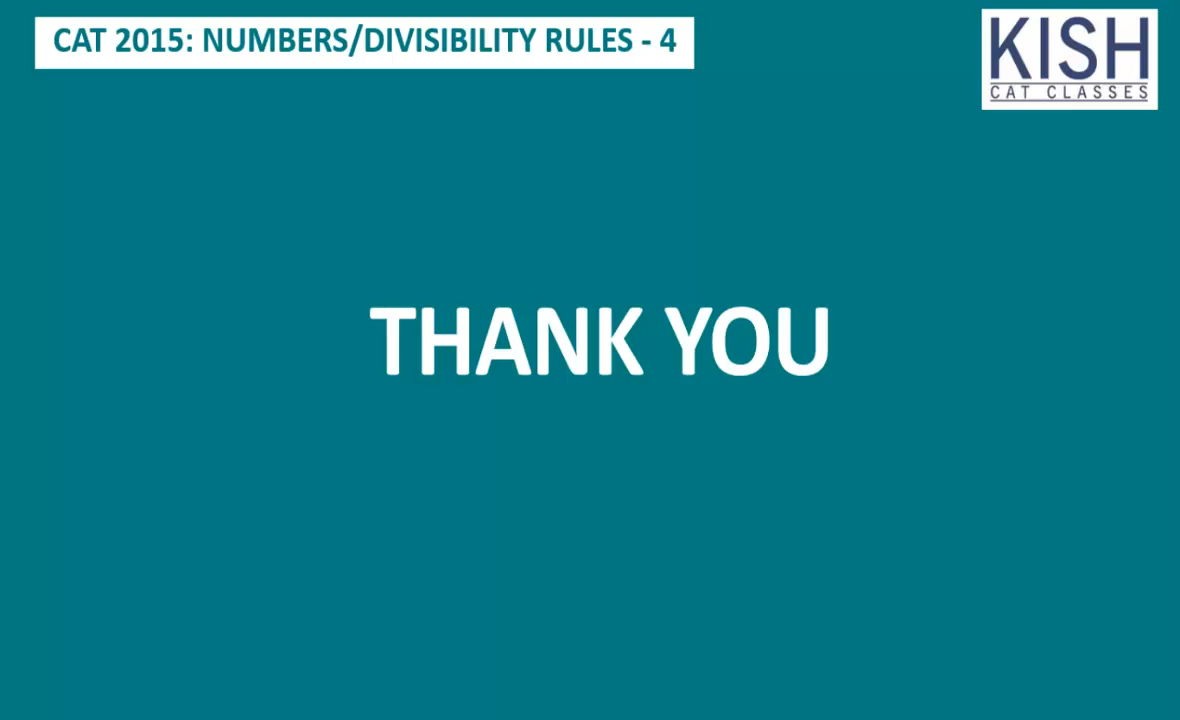 CAT 2015: NUMBERS/DIVISIBILITY RULES - 4
KISH
CAT CLASSES
THANK YOU